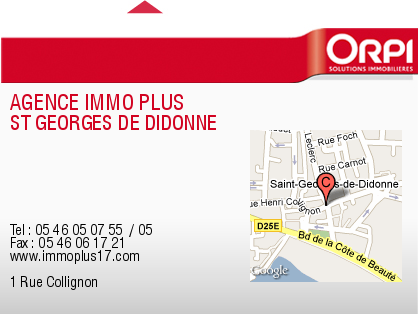 ORPI
SOLUTIONS IMMOBILIÈRES
AGENCE IMMO PLUS
ST GEORGES DE DIDONNE
Tel : 05 46 05 07 55 / 05
Fax : 05 46 06 17 21
www.immoplus17.com
1 Rue Collignon
Rue Foch
Leclerc
Rue Carnot
C
Saint-Georges-de-Didonne
ue Henri Collignon
D25E
Bd de la Côte de Beauté
Google